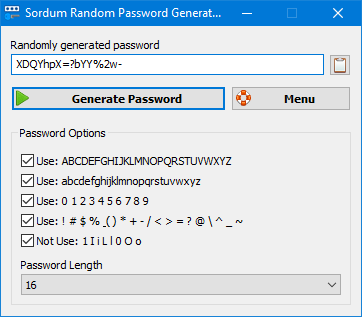 Sordum Random Password Generat...
Randomly generated password
XDQYhpX=?bYY%2w-
Generate Password
Menu
Password Options
Use: ABCDEFGHIJKLMNOPQRSTUVWXYZ
Use: abcdefghijklmnopqrstuvwxyz
Use: 0 1 2 3 4 5 6 7 8 9
Use: ! # $ % _( ) * + - / < > = ? @ \ ^ _ ~
Not Use: 1 I i L l 0 O o
Password Length
16